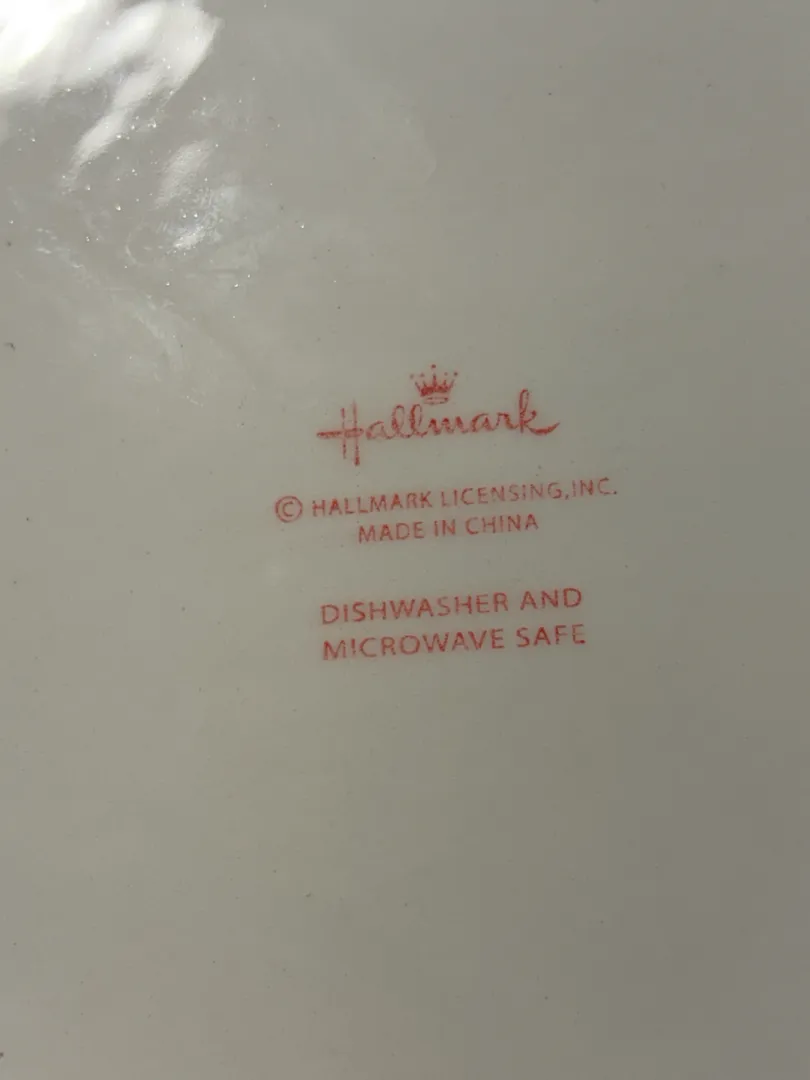 Hallmark
© HALLMARK LICENSING, INC.
MADE IN CHINA
DISHWASHER AND
MICROWAVE SAFE